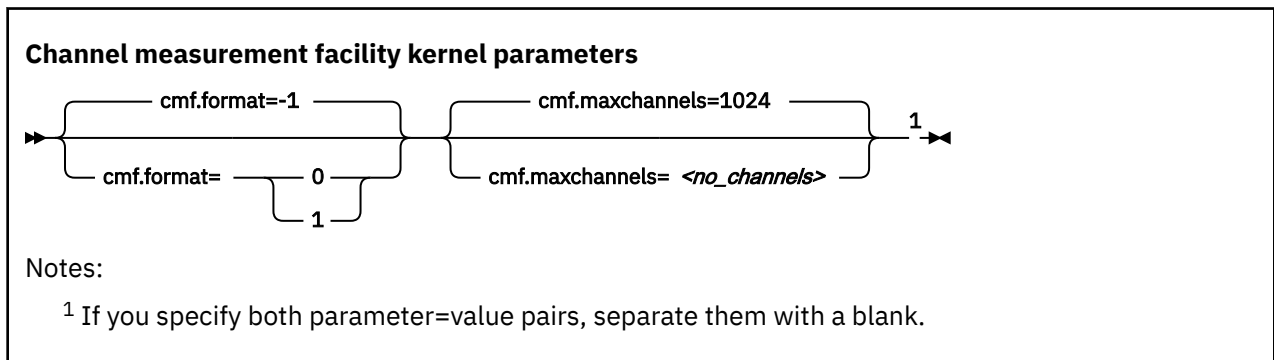 Channel measurement facility kernel parameters
cmf.format=-1 cmf.maxchannels=1024
1
cmf.format= 0 cmf.maxchannels= <no_channels>
1
Notes:
1 If you specify both parameter=value pairs, separate them with a blank.